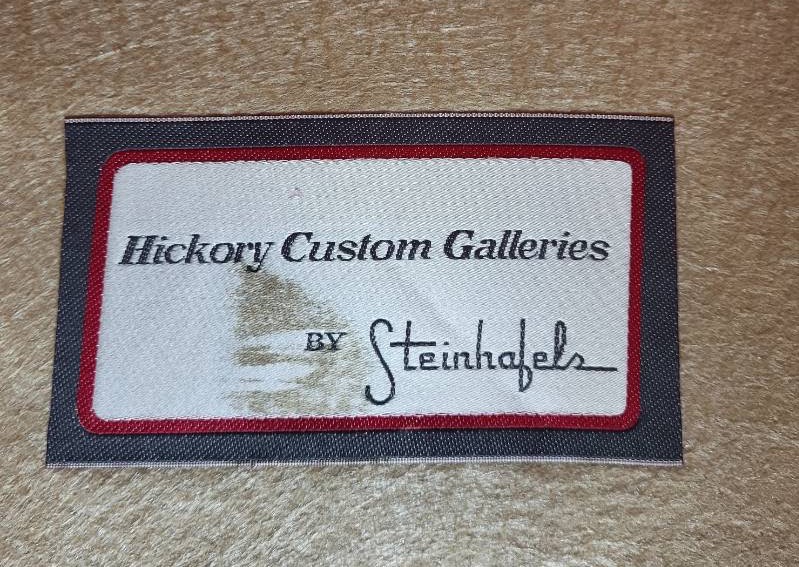 Hickory Custom Galleries
BY Steinhafels